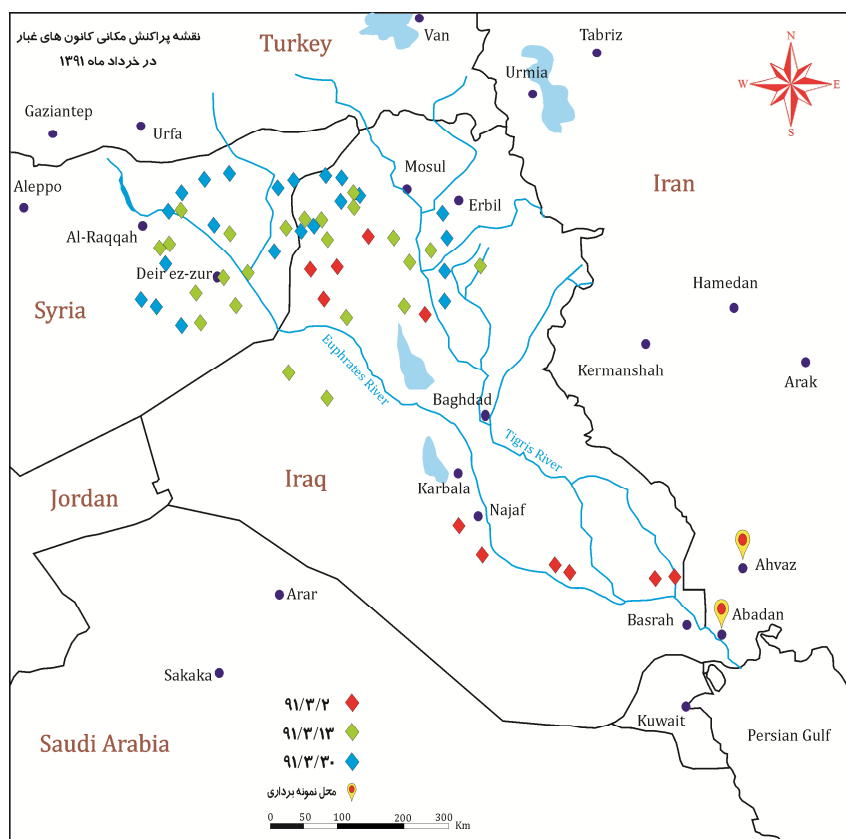 نقشه پراکنش مکانی کانون های غبار
در خرداد ماه ۱۳۹۱
Turkey
Van
Tabriz
Urmia
N
W
E
S
Gaziantep
Urfa
Mosul
Iran
Aleppo
Erbil
Al-Raqqah
Deir ez-zur
Hamedan
Syria
Euphrates River
Kermanshah
Arak
Baghdad
Tigris River
Iraq
Karbala
Jordan
Najaf
Ahvaz
Arar
Abadan
Basrah
Sakaka
۹۱/۳/۲
Kuwait
۹۱/۳/۱۳
Saudi Arabia
Persian Gulf
۹۱/۳/۳۰
محل نمونه برداری
0 50 100 200 300
Km